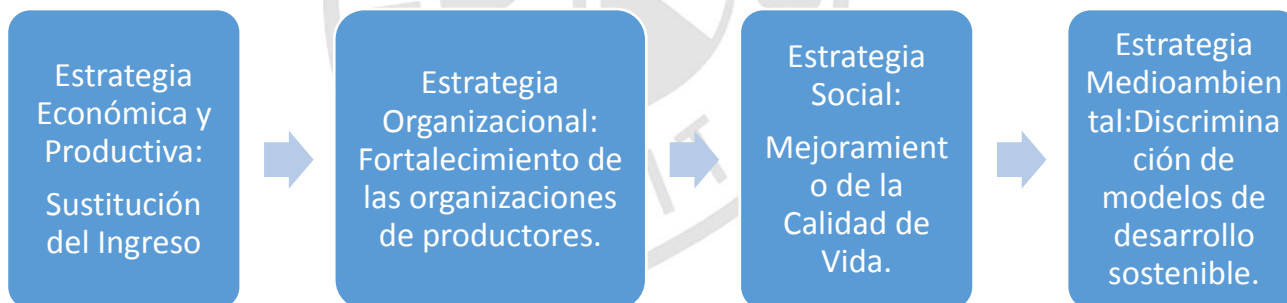 Estrategia
Económica y
Productiva:
Sustitución
del Ingreso
Estrategia
Organizacional:
Fortalecimiento de
las organizaciones
de productores.
Estrategia
Social:
Mejoramient
o de la
Calidad de
Vida.
Estrategia
Medioambien
tal:Discrimina
ción de
modelos de
desarrollo
sostenible.